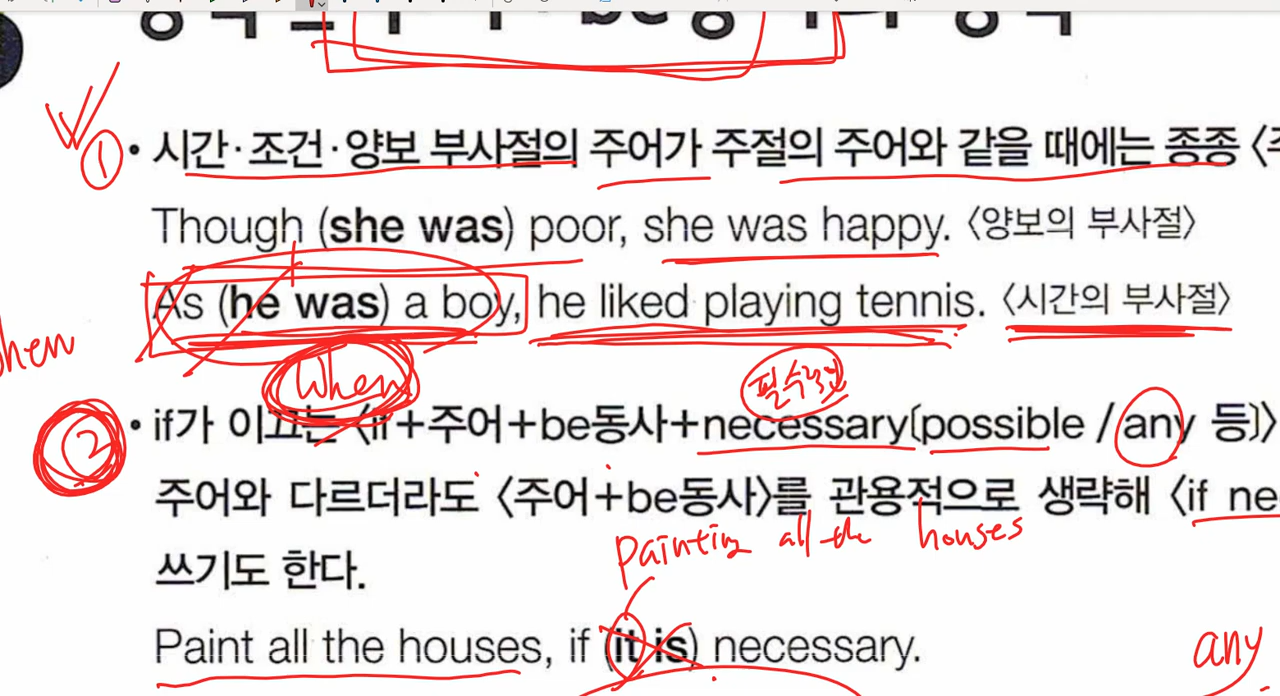 ① • 시간·조건·양보 부사절의 주어가 주절의 주어와 같을 때에는 종종 〈
Though (she was) poor, she was happy. 〈양보의 부사절〉
As (he was) a boy, he liked playing tennis. 〈시간의 부사절〉
when
When
필수적인
② • if가 이끄는 〈if+주어+be동사+necessary[possible / any 등]〉
주어와 다르더라도 〈주어+be동사〉를 관용적으로 생략해 〈if ne
painting all the houses
쓰기도 한다.
Paint all the houses, if (it is) necessary.
any